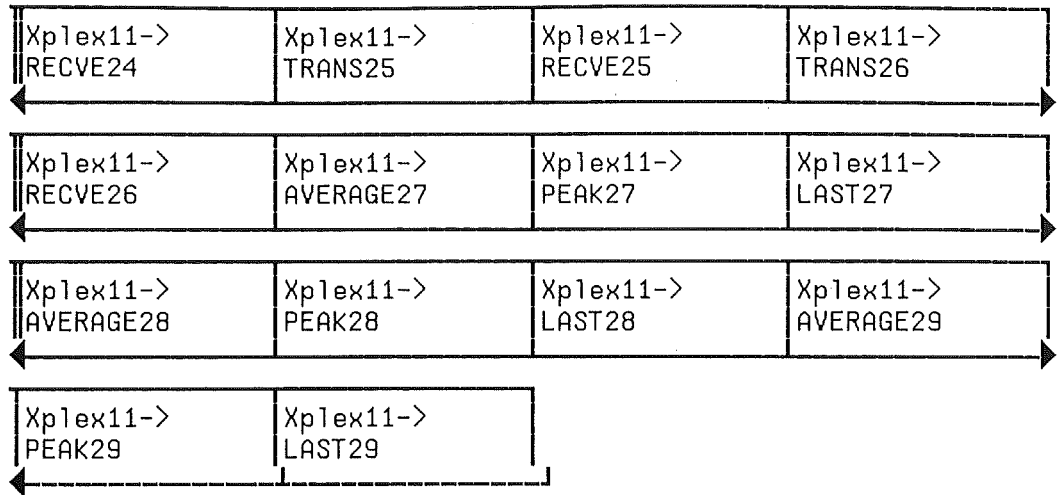 Xplex11-> Xplex11-> Xplex11-> Xplex11->
RECVE24 TRANS25 RECVE25 TRANS26
Xplex11-> Xplex11-> Xplex11-> Xplex11->
RECVE26 AVERAGE27 PEAK27 LAST27
Xplex11-> Xplex11-> Xplex11-> Xplex11->
AVERAGE28 PEAK28 LAST28 AVERAGE29
Xplex11-> Xplex11->
PEAK29 LAST29